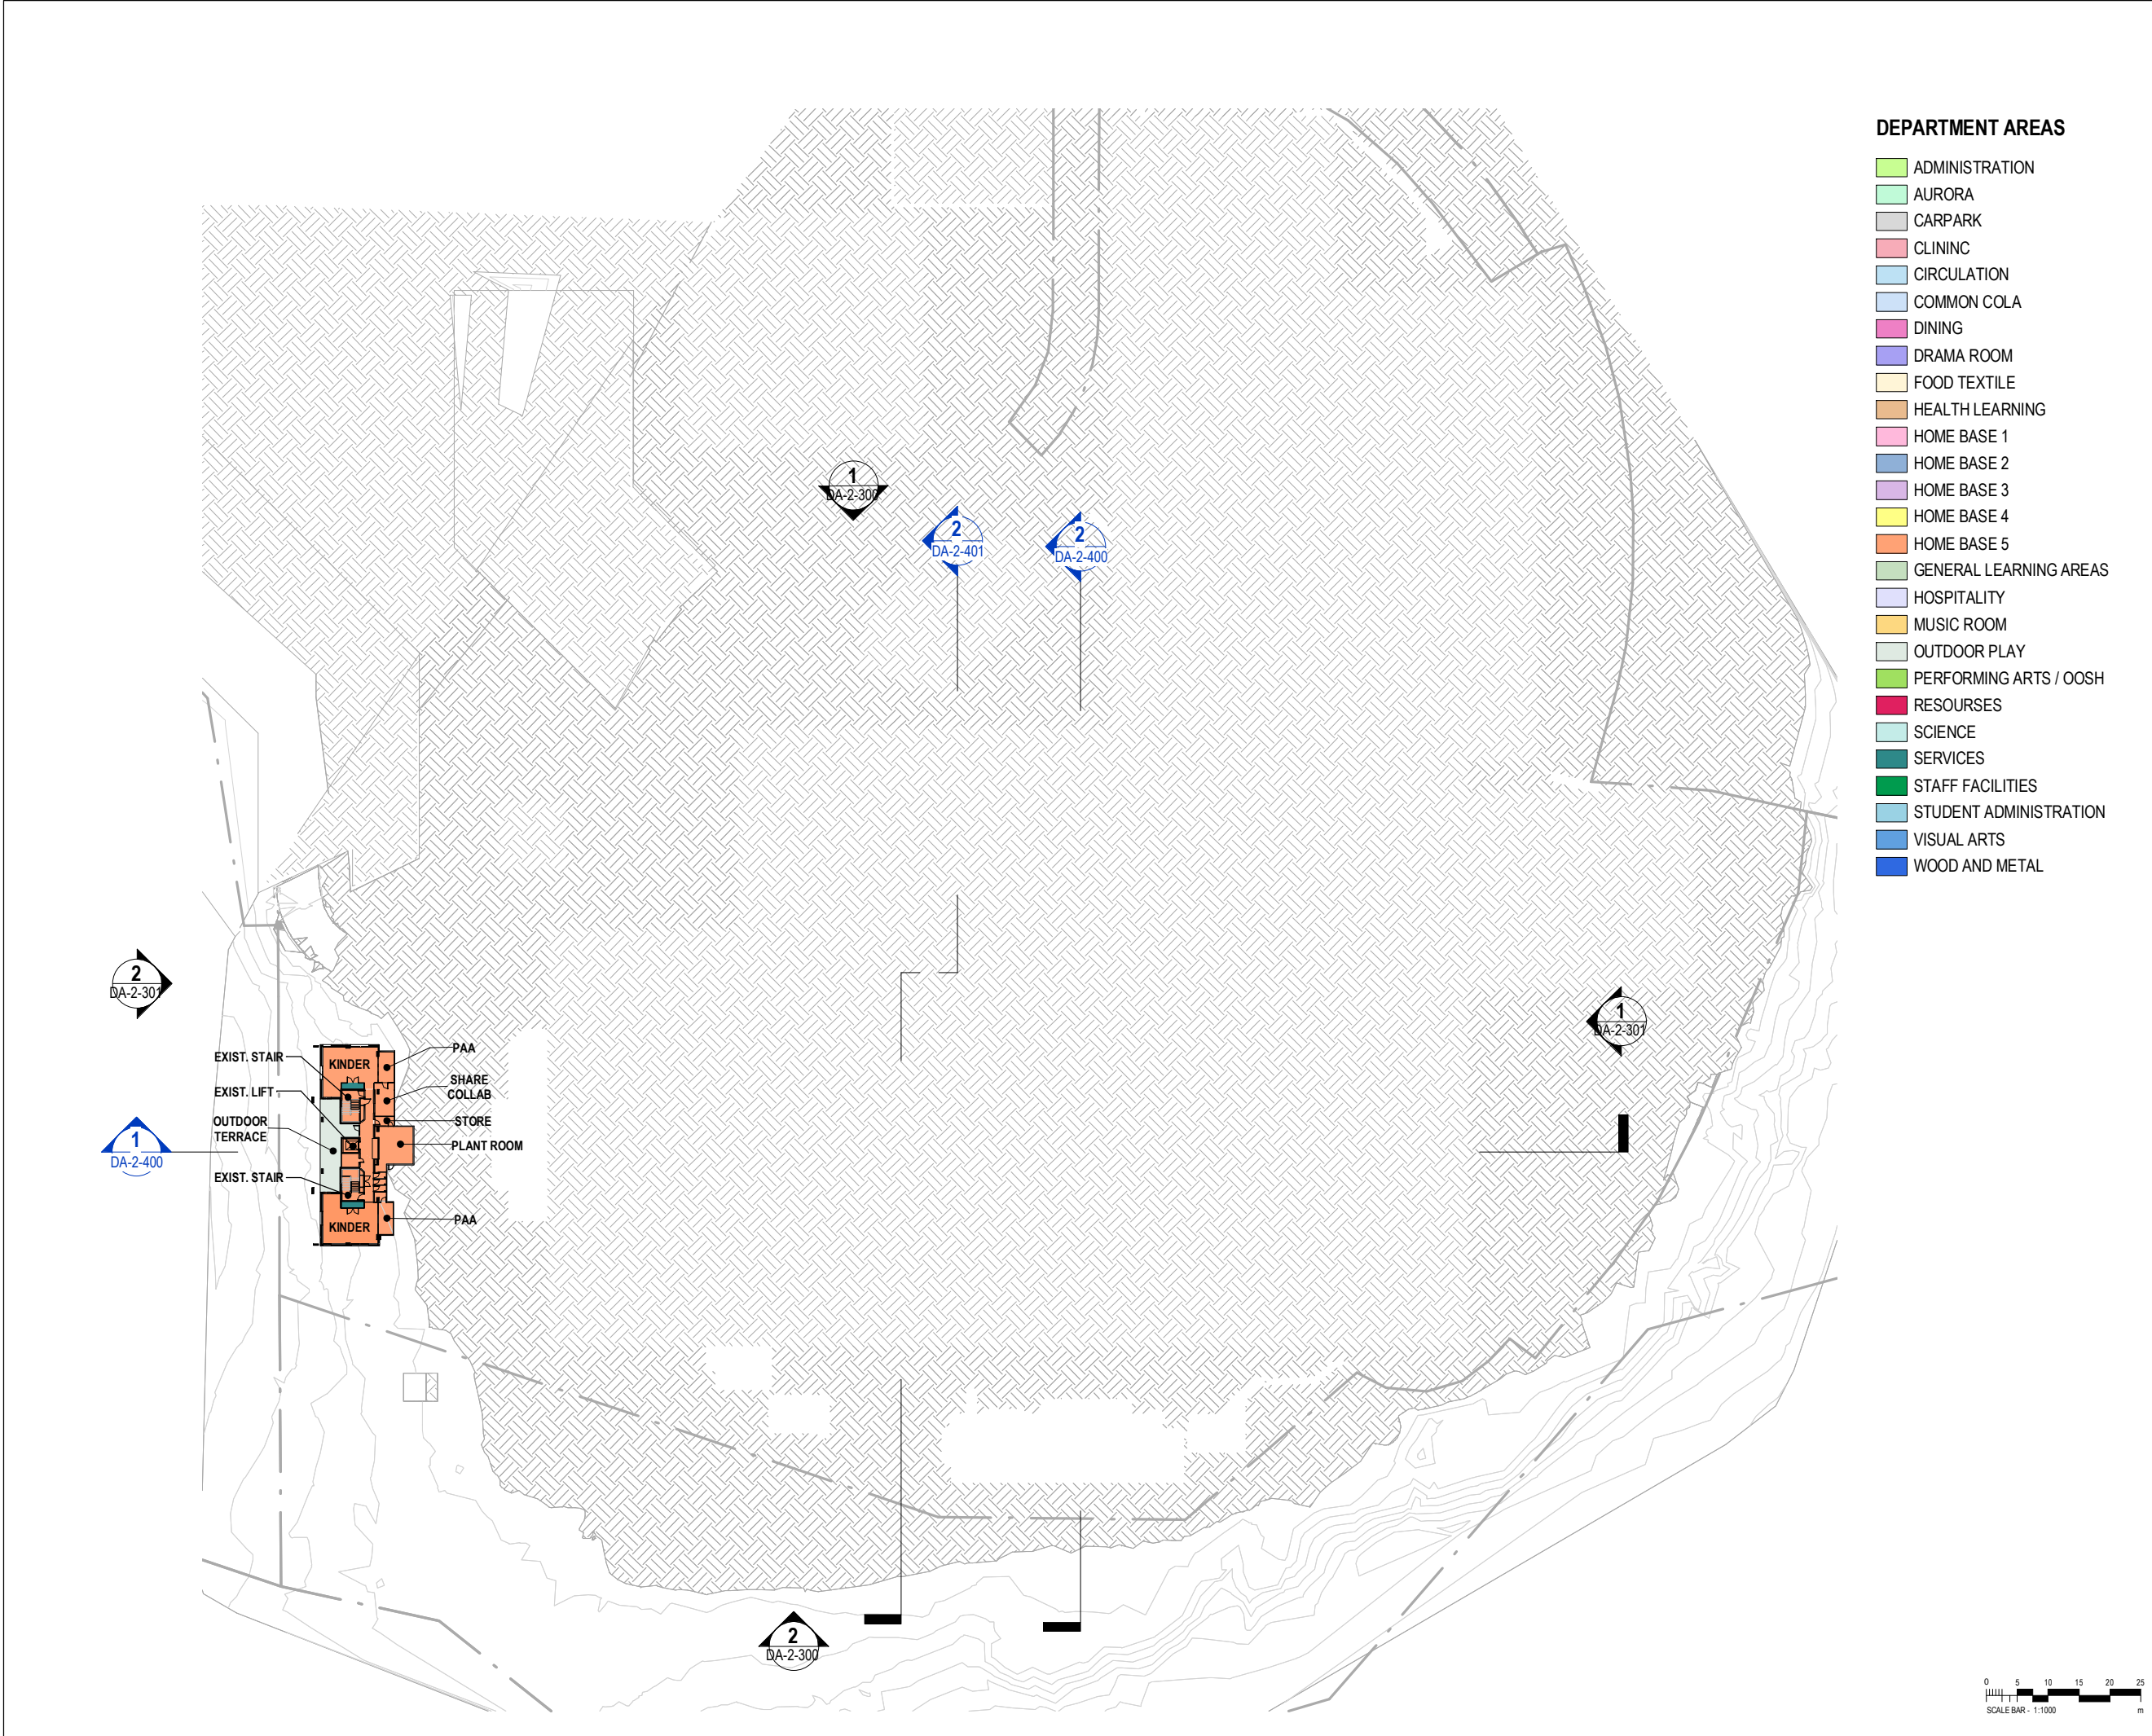 DEPARTMENT AREAS
ADMINISTRATION
AURORA
CARPARK
CLININC
CIRCULATION
COMMON COLA
DINING
DRAMA ROOM
FOOD TEXTILE
HEALTH LEARNING
HOME BASE 1
HOME BASE 2
HOME BASE 3
HOME BASE 4
HOME BASE 5
GENERAL LEARNING AREAS
HOSPITALITY
MUSIC ROOM
OUTDOOR PLAY
PERFORMING ARTS / OOSH
RESOURSES
SCIENCE
SERVICES
STAFF FACILITIES
STUDENT ADMINISTRATION
VISUAL ARTS
WOOD AND METAL
1
DA-2-300
2
DA-2-401
2
DA-2-400
2
DA-2-301
1
DA-2-301
EXIST. STAIR
KINDER
PAA
EXIST. LIFT
SHARE
COLLAB
OUTDOOR
TERRACE
STORE
1
DA-2-400
PLANT ROOM
EXIST. STAIR
KINDER
PAA
2
DA-2-300
0 5 10 15 20 25
SCALE BAR - 1:1000 m